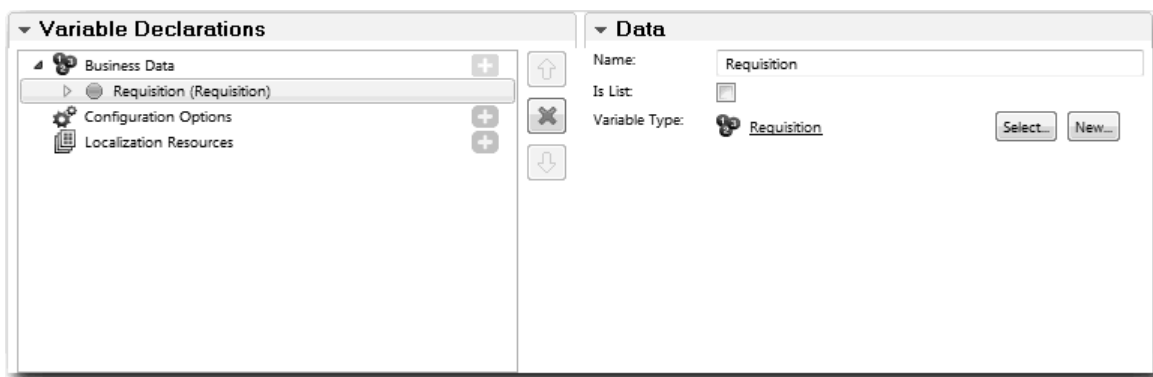 Variable Declarations
Business Data
Requisition (Requisition)
Configuration Options
Localization Resources
Data
Name: Requisition
Is List:
Variable Type: Requisition Select... New...